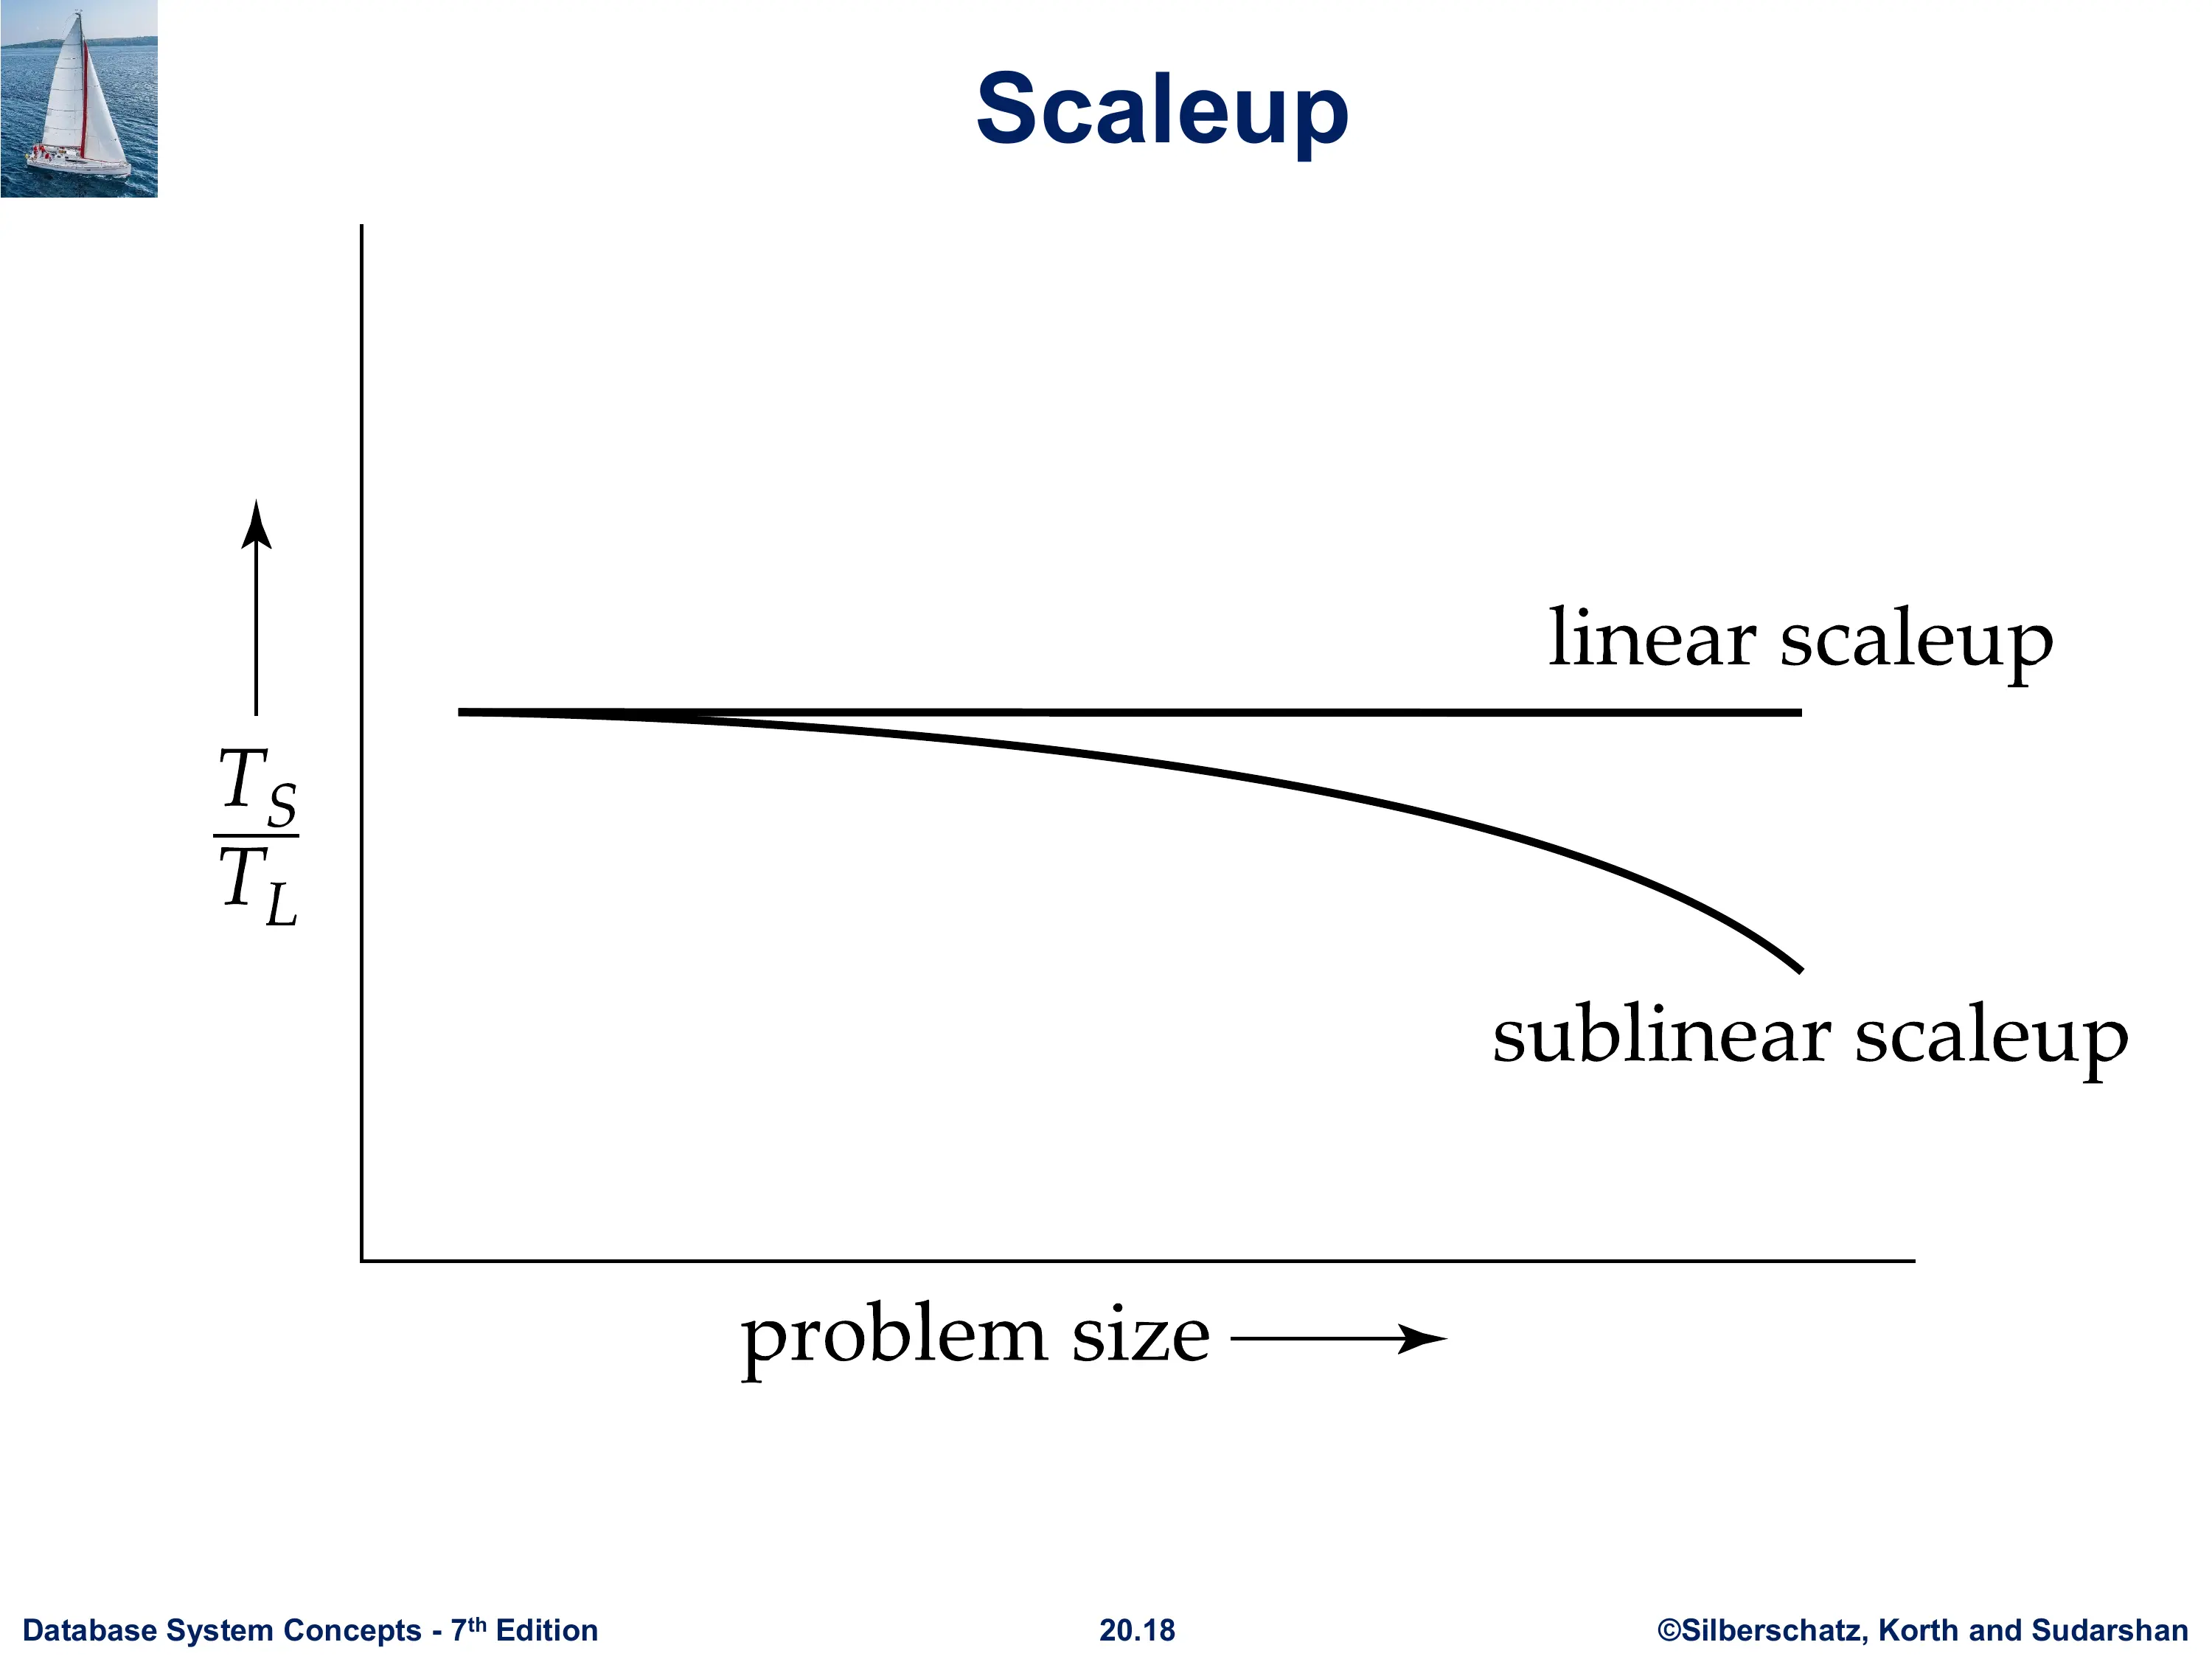 Scaleup
linear scaleup
T_S
T_L
sublinear scaleup
problem size
Database System Concepts - 7th Edition
20.18
©Silberschatz, Korth and Sudarshan